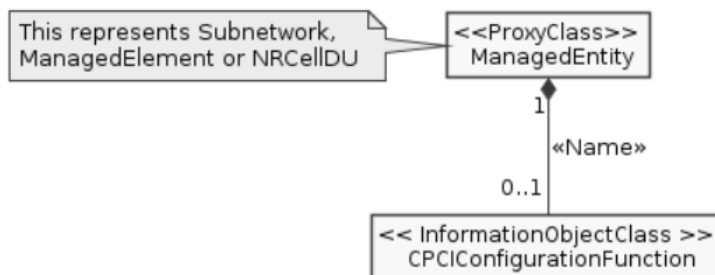 This represents Subnetwork,
ManagedElement or NRCellDU
<<ProxyClass>>
ManagedEntity
1
«Name»
0..1
<< InformationObjectClass >>
CPCIConfigurationFunction